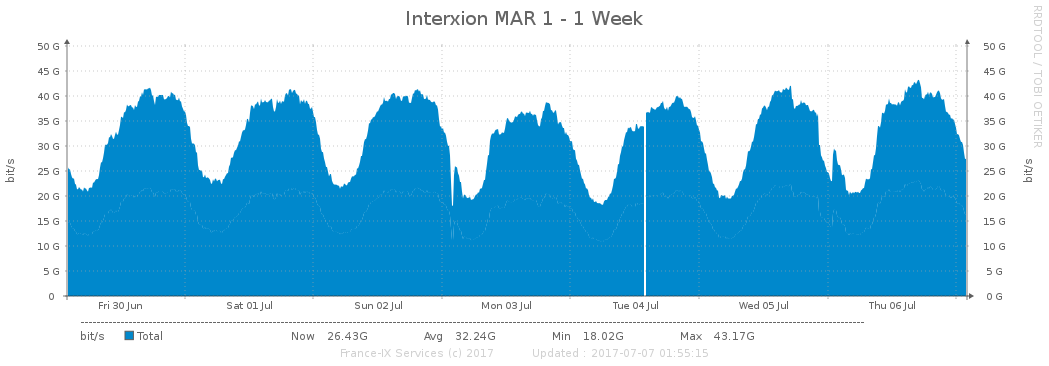 Interxion MAR 1 - 1 Week
RRDTOOL / TOBI OETIKER
50 G 50 G
45 G 45 G
40 G 40 G
35 G 35 G
30 G 30 G
25 G 25 G
20 G 20 G
15 G 15 G
10 G 10 G
5 G 5 G
0 0 G
bit/s bit/s
Fri 30 Jun Sat 01 Jul Sun 02 Jul Mon 03 Jul Tue 04 Jul Wed 05 Jul Thu 06 Jul
bit/s Total Now 26.43G Avg 32.24G Min 18.02G Max 43.17G
France-IX Services (c) 2017 Updated : 2017-07-07 01:55:15